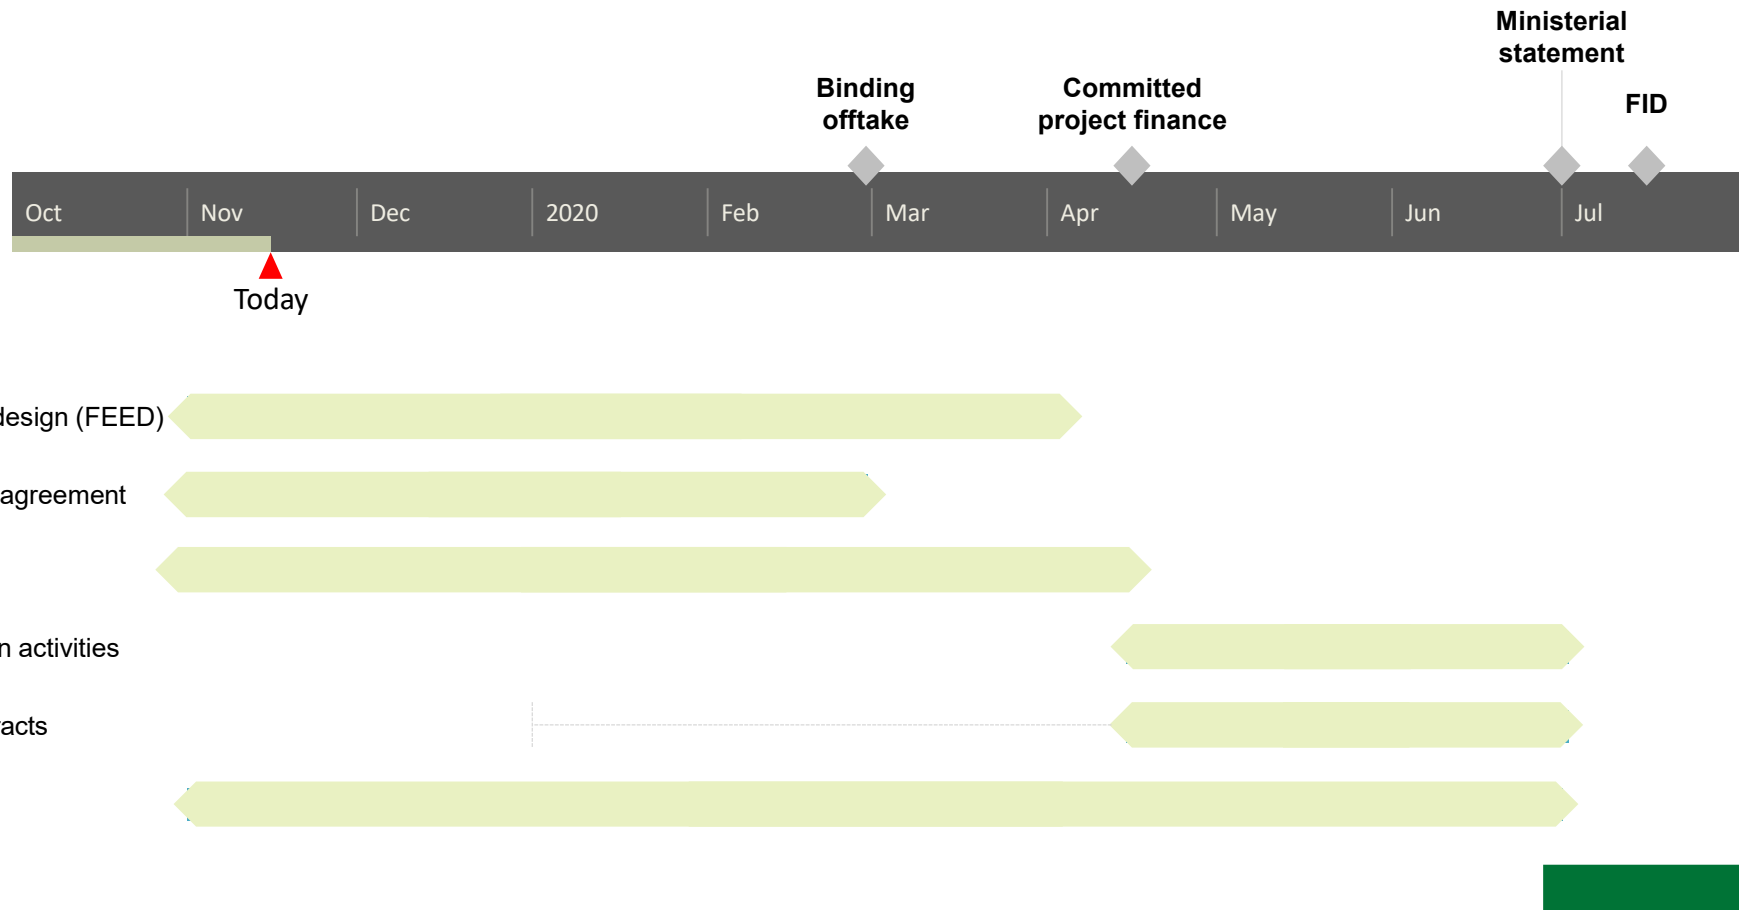 Ministerial
statement
Binding
offtake
Committed
project finance
FID
Oct Nov Dec 2020 Feb Mar Apr May Jun Jul
Today
design (FEED)
agreement
activities